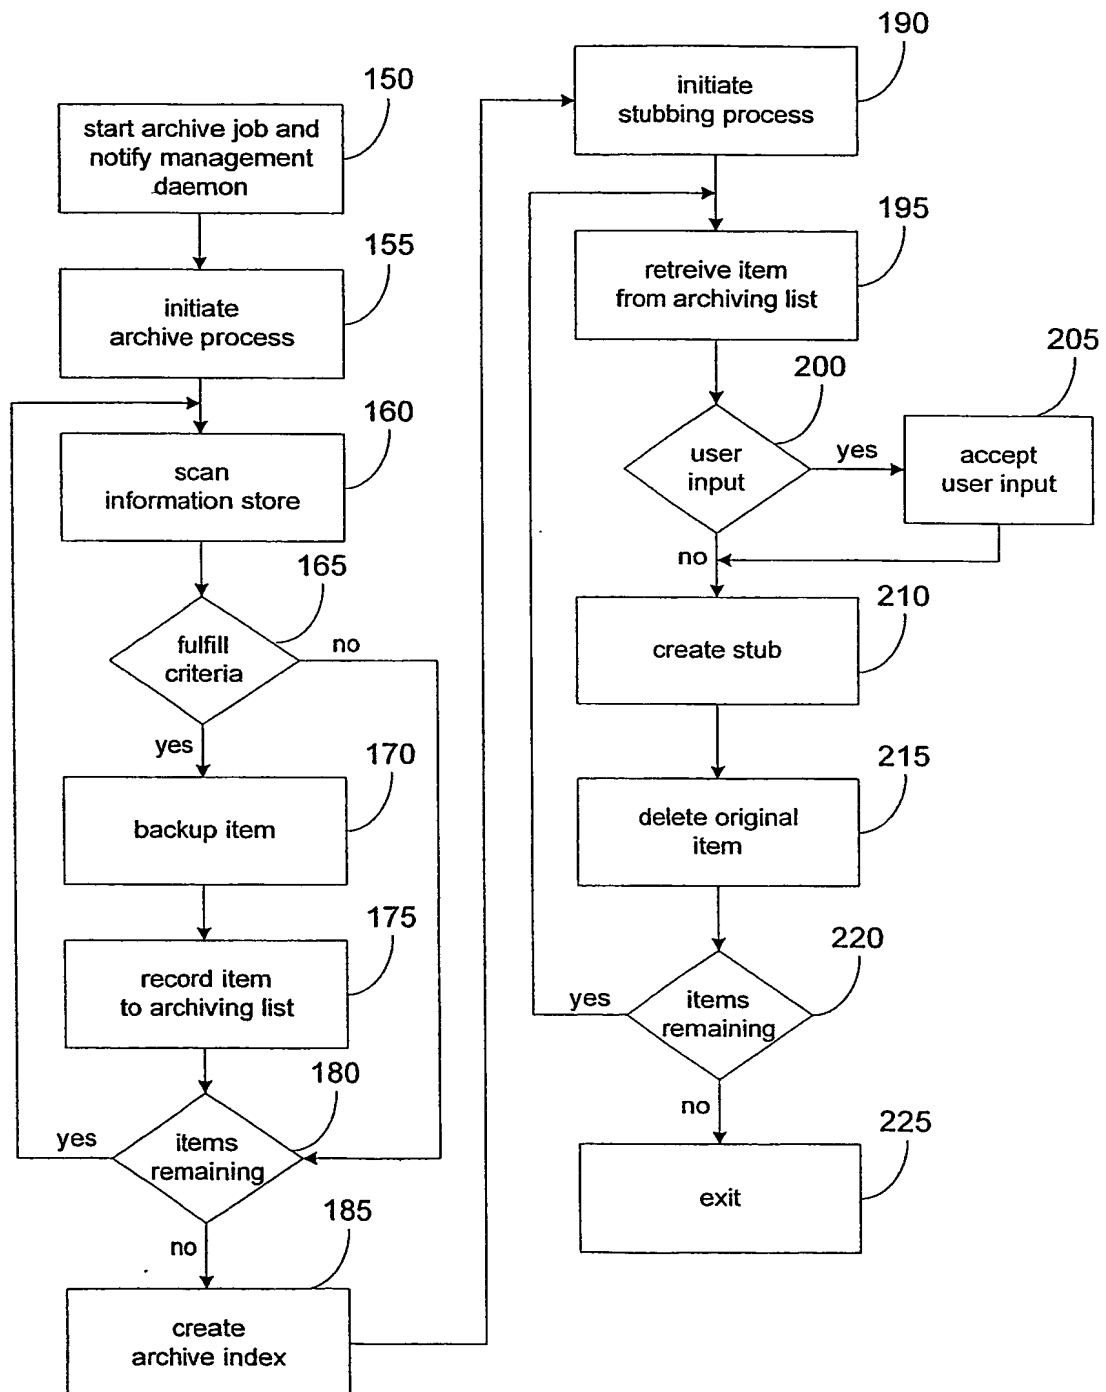 150
start archive job and
notify management
daemon
155
initiate
archive process
160
scan
information store
165
fulfill
criteria
no
yes
170
backup item
175
record item
to archiving list
180
yes
items
remaining
no
185
create
archive index
190
initiate
stubbing process
195
retreive item
from archiving list
200
user
input
yes
205
accept
user input
no
210
create stub
215
delete original
item
220
yes
items
remaining
no
225
exit